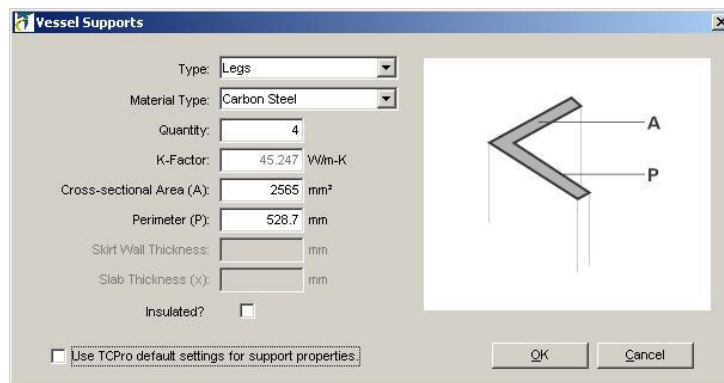 Vessel Supports
Type: Legs
Material Type: Carbon Steel
Quantity: 4
K-Factor: 45.247 W/m-K
Cross-sectional Area (A): 2565 mm²
Perimeter (P): 528.7 mm
Skirt Wall Thickness: mm
Slab Thickness (x): mm
Insulated?
Use TCPro default settings for support properties.
A
P
OK Cancel